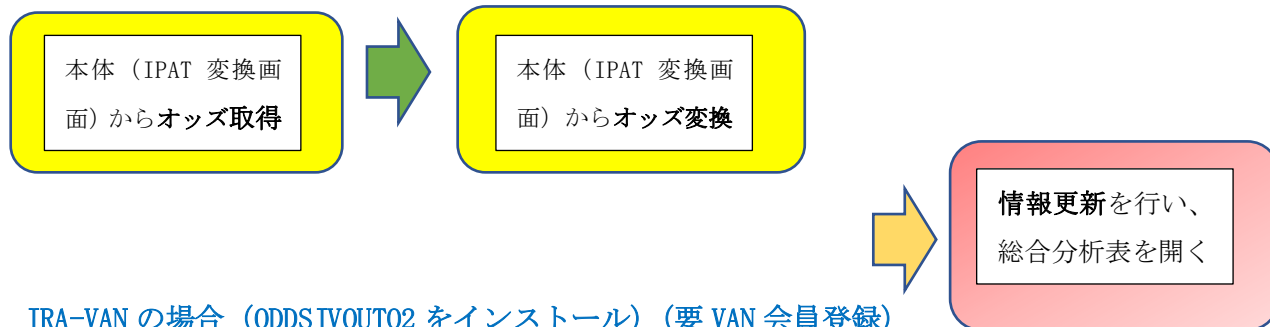 本体（IPAT 変換画
面）からオッズ取得
本体（IPAT 変換画
面）からオッズ変換
情報更新を行い、
総合分析表を開く
JRA-VAN の場合（ODDSJVOUTO2 をインストール）（要 VAN 会員登録）